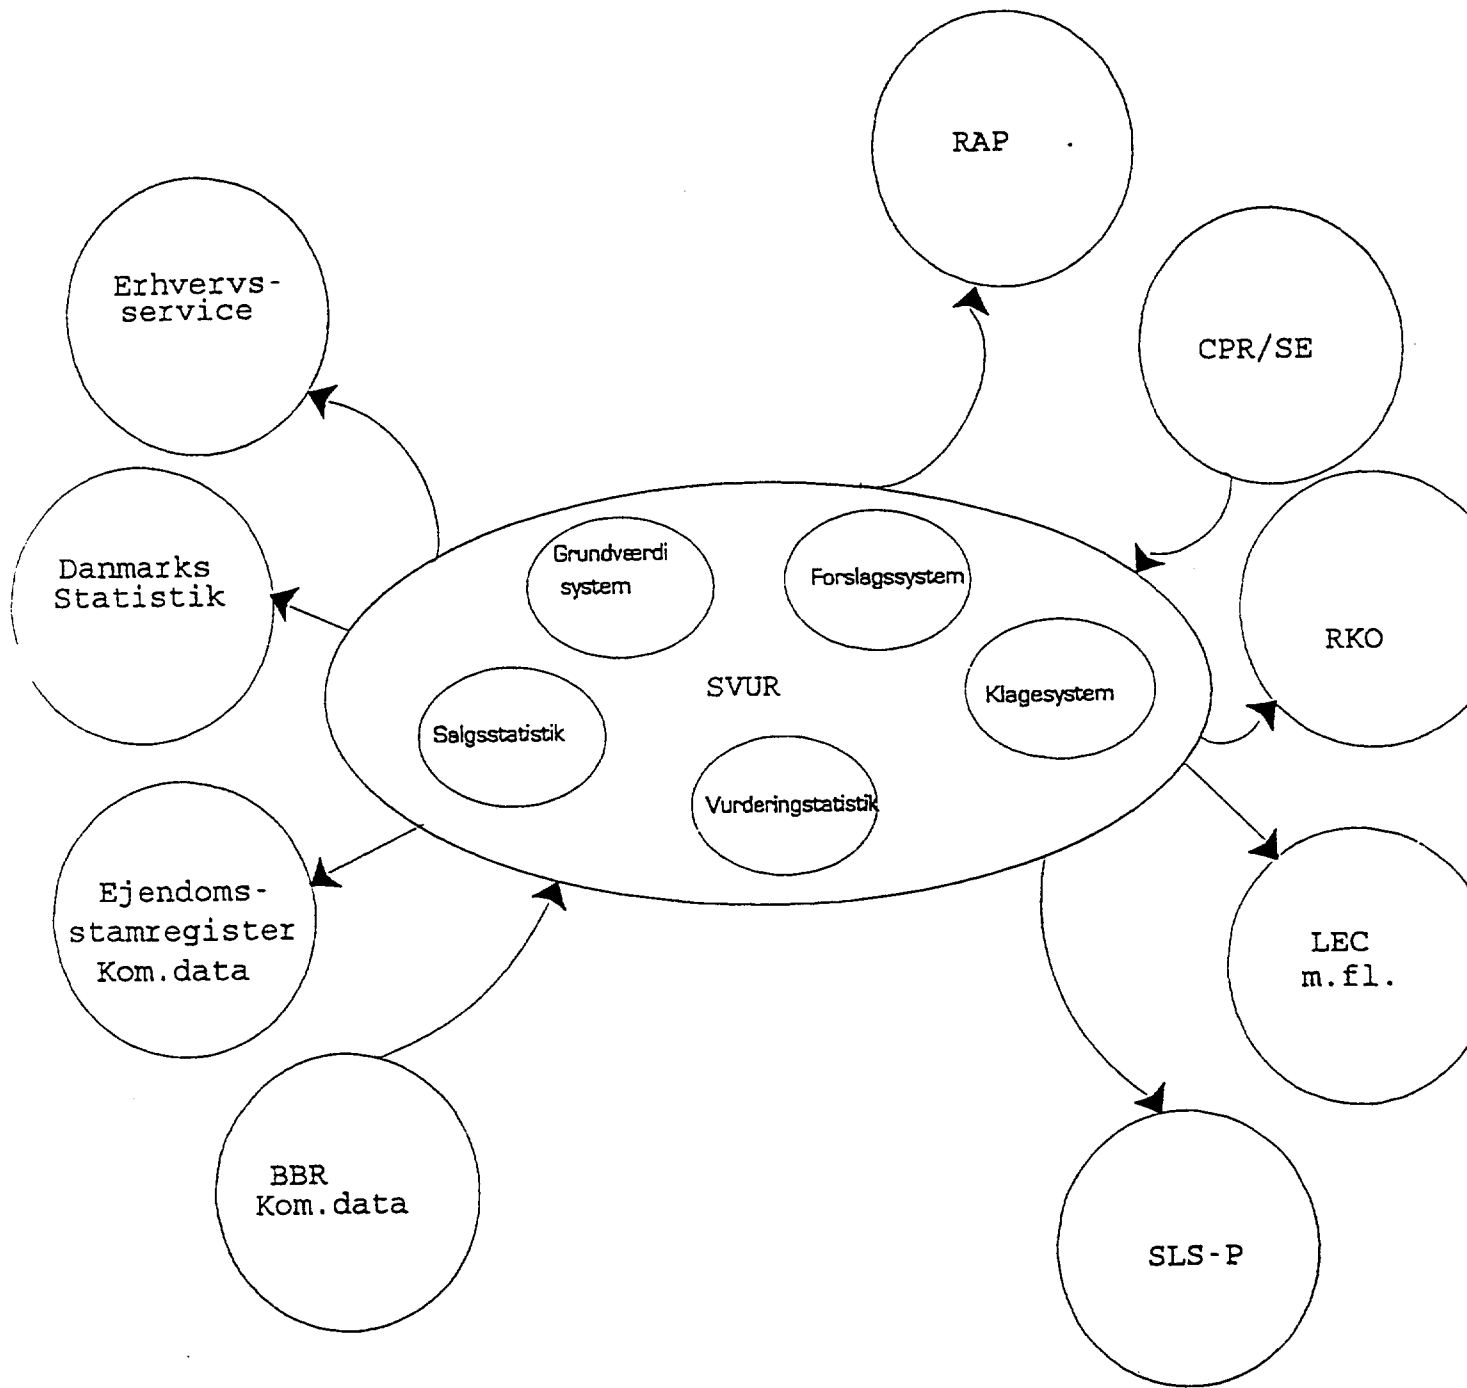 RAP
Erhvervs-
service
CPR/SE
Danmarks
Statistik
Grundværdi
system
Forslagssystem
RKO
SVUR
Klagesystem
Salgsstatistik
Vurderingstatistik
Ejendoms-
stamregister
Kom.data
LEC
m.fl.
BBR
Kom.data
SLS-P